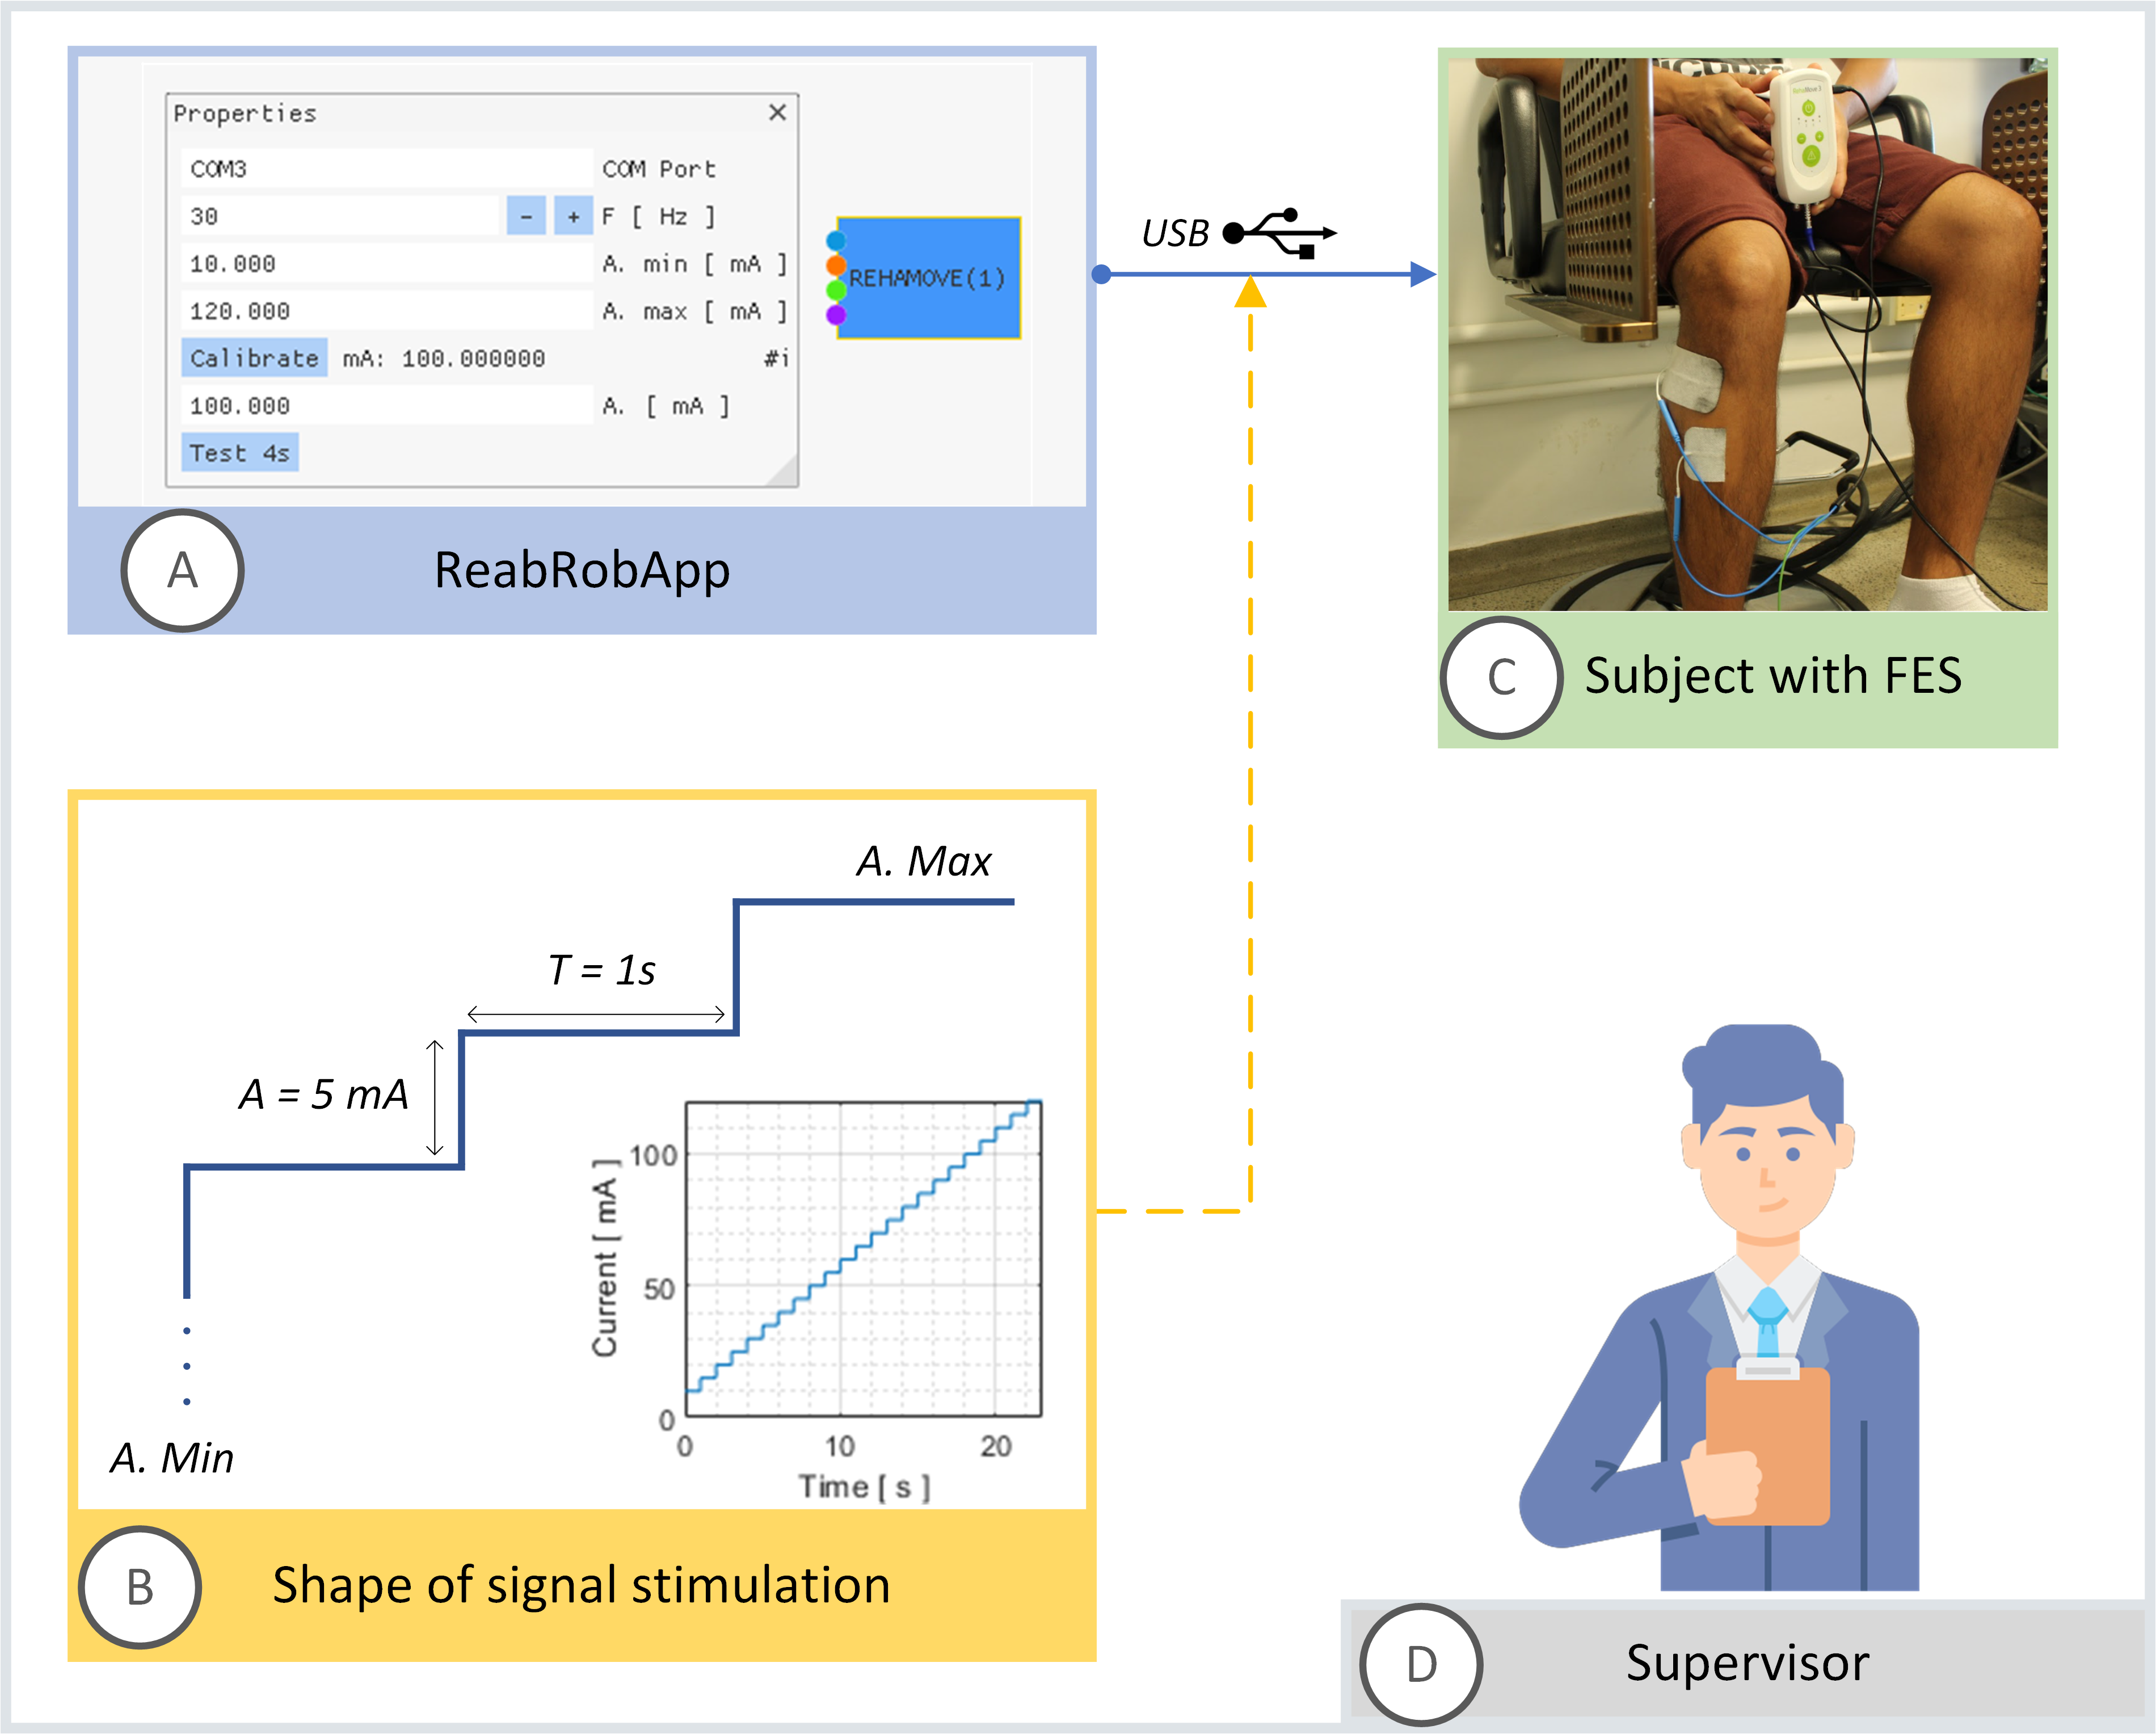 Properties
COM3 COM Port
30 - + F [ Hz ]
10.000 A. min [ mA ]
120.000 A. max [ mA ]
Calibrate mA: 100.000000 #i
100.000 A. [ mA ]
Test 4s
REHAMOVE(1)
A
ReabRobApp
USB
C
Subject with FES
A. Max
T = 1s
A = 5 mA
A. Min
Current [ mA ]
100
50
0
0 10 20
Time [ s ]
B
Shape of signal stimulation
D
Supervisor